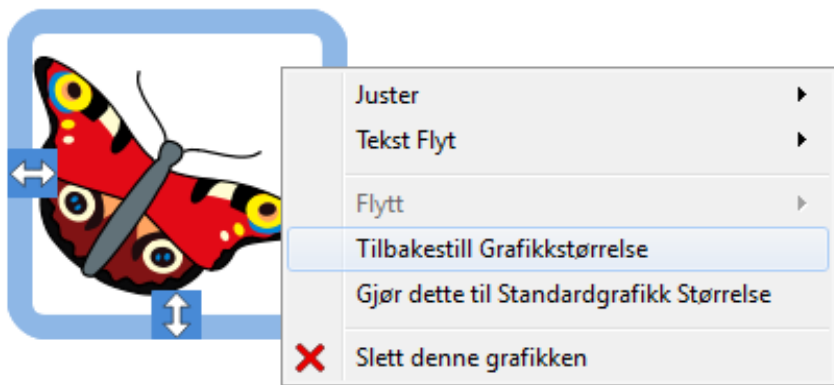 Juster
Tekst Flyt
Flytt
Tilbakestill Grafikkstørrelse
Gjør dette til Standardgrafikk Størrelse
Slett denne grafikken